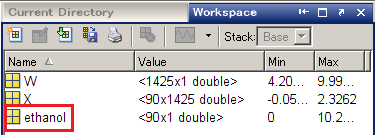 Current Directory Workspace
Stack: Base
Name Value Min Max
W <1425x1 double> 4.20... 9.99...
X <90x1425 double> -0.05... 2.3262
ethanol <90x1 double> 0 10.2...